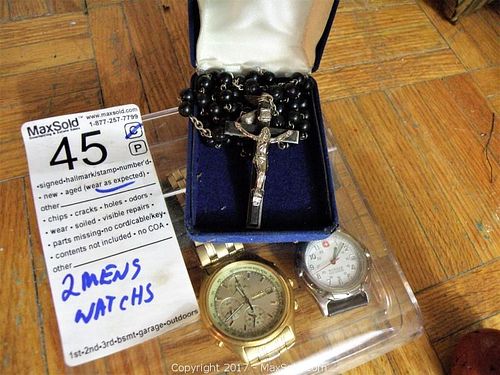 MaxSold™
www.maxsold.com
1-877-257-7799
45
P
-signed-hallmark/stamp-number'd-
- new - aged (wear as expected) -
other
- chips - cracks - holes - odors -
- wear - soiled - visible repairs -
- parts missing-no cord/cable/key-
- contents not included - no COA -
other
2 MENS
WATCHS
1st-2nd-3rd-bsmt-garage-outdoors
Copyright 2017 - MaxSold.com